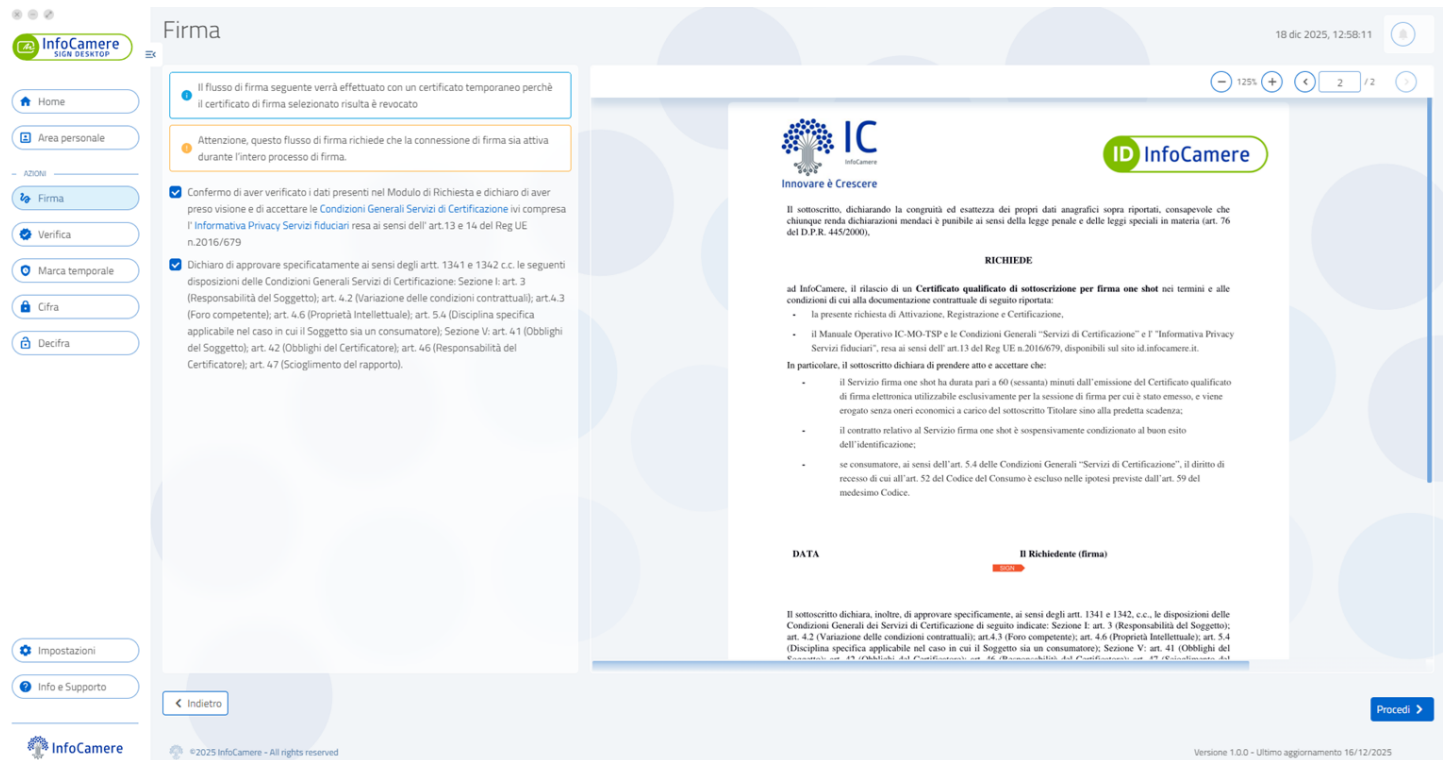 InfoCamere
SIGN DESKTOP
Home
Area personale
AZIONI
Firma
Verifica
Marca temporale
Cifra
Decifra
Impostazioni
Info e Supporto
InfoCamere
Firma
18 dic 2025, 12:58:11
Il flusso di firma seguente verrà effettuato con un certificato temporaneo perchè
il certificato di firma selezionato risulta è revocato
Attenzione, questo flusso di firma richiede che la connessione di firma sia attiva
durante l'intero processo di firma.
Confermo di aver verificato i dati presenti nel Modulo di Richiesta e dichiaro di aver
preso visione e di accettare le Condizioni Generali Servizi di Certificazione ivi compresa
l' Informativa Privacy Servizi fiduciari resa ai sensi dell' art.13 e 14 del Reg UE
n.2016/679
Dichiaro di approvare specificatamente ai sensi degli artt. 1341 e 1342 c.c. le seguenti
disposizioni delle Condizioni Generali Servizi di Certificazione: Sezione I: art. 3
(Responsabilità del Soggetto); art. 4.2 (Variazione delle condizioni contrattuali); art.4.3
(Foro competente); art. 4.6 (Proprietà Intellettuale); art. 5.4 (Disciplina specifica
applicabile nel caso in cui il Soggetto sia un consumatore); Sezione V: art. 41 (Obblighi
del Soggetto); art. 42 (Obblighi del Certificatore); art. 46 (Responsabilità del
Certificatore); art. 47 (Scioglimento del rapporto).
125%
2 / 2
IC
InfoCamere
Innovare è Crescere
ID InfoCamere
Il sottoscritto, dichiarando la congruità ed esattezza dei propri dati anagrafici sopra riportati, consapevole che
chiunque renda dichiarazioni mendaci è punibile ai sensi della legge penale e delle leggi speciali in materia (art. 76
del D.P.R. 445/2000),
RICHIEDE
ad InfoCamere, il rilascio di un Certificato qualificato di sottoscrizione per firma one shot nei termini e alle
condizioni di cui alla documentazione contrattuale di seguito riportata:
- la presente richiesta di Attivazione, Registrazione e Certificazione,
- il Manuale Operativo IC-MO-TSP e le Condizioni Generali “Servizi di Certificazione” e l' "Informativa Privacy
Servizi fiduciari", resa ai sensi dell' art.13 del Reg UE n.2016/679, disponibili sul sito id.infocamere.it.
In particolare, il sottoscritto dichiara di prendere atto e accettare che:
- il Servizio firma one shot ha durata pari a 60 (sessanta) minuti dall’emissione del Certificato qualificato
di firma elettronica utilizzabile esclusivamente per la sessione di firma per cui è stato emesso, e viene
erogato senza oneri economici a carico del sottoscritto Titolare sino alla predetta scadenza;
- il contratto relativo al Servizio firma one shot è sospensivamente condizionato al buon esito
dell’identificazione;
- se consumatore, ai sensi dell’art. 5.4 delle Condizioni Generali “Servizi di Certificazione”, il diritto di
recesso di cui all’art. 52 del Codice del Consumo è escluso nelle ipotesi previste dall’art. 59 del
medesimo Codice.
DATA Il Richiedente (firma)
SIGN
Il sottoscritto dichiara, inoltre, di approvare specificamente, ai sensi degli artt. 1341 e 1342, c.c., le disposizioni delle
Condizioni Generali dei Servizi di Certificazione di seguito indicate: Sezione I: art. 3 (Responsabilità del Soggetto);
art. 4.2 (Variazione delle condizioni contrattuali); art.4.3 (Foro competente); art. 4.6 (Proprietà Intellettuale); art. 5.4
(Disciplina specifica applicabile nel caso in cui il Soggetto sia un consumatore); Sezione V: art. 41 (Obblighi del
Indietro
Procedi
©2025 InfoCamere - All rights reserved
Versione 1.0.0 - Ultimo aggiornamento 16/12/2025